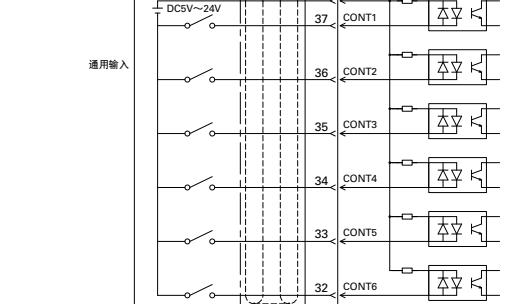 DC5V～24V
37 CONT1
通用输入
36 CONT2
35 CONT3
34 CONT4
33 CONT5
32 CONT6